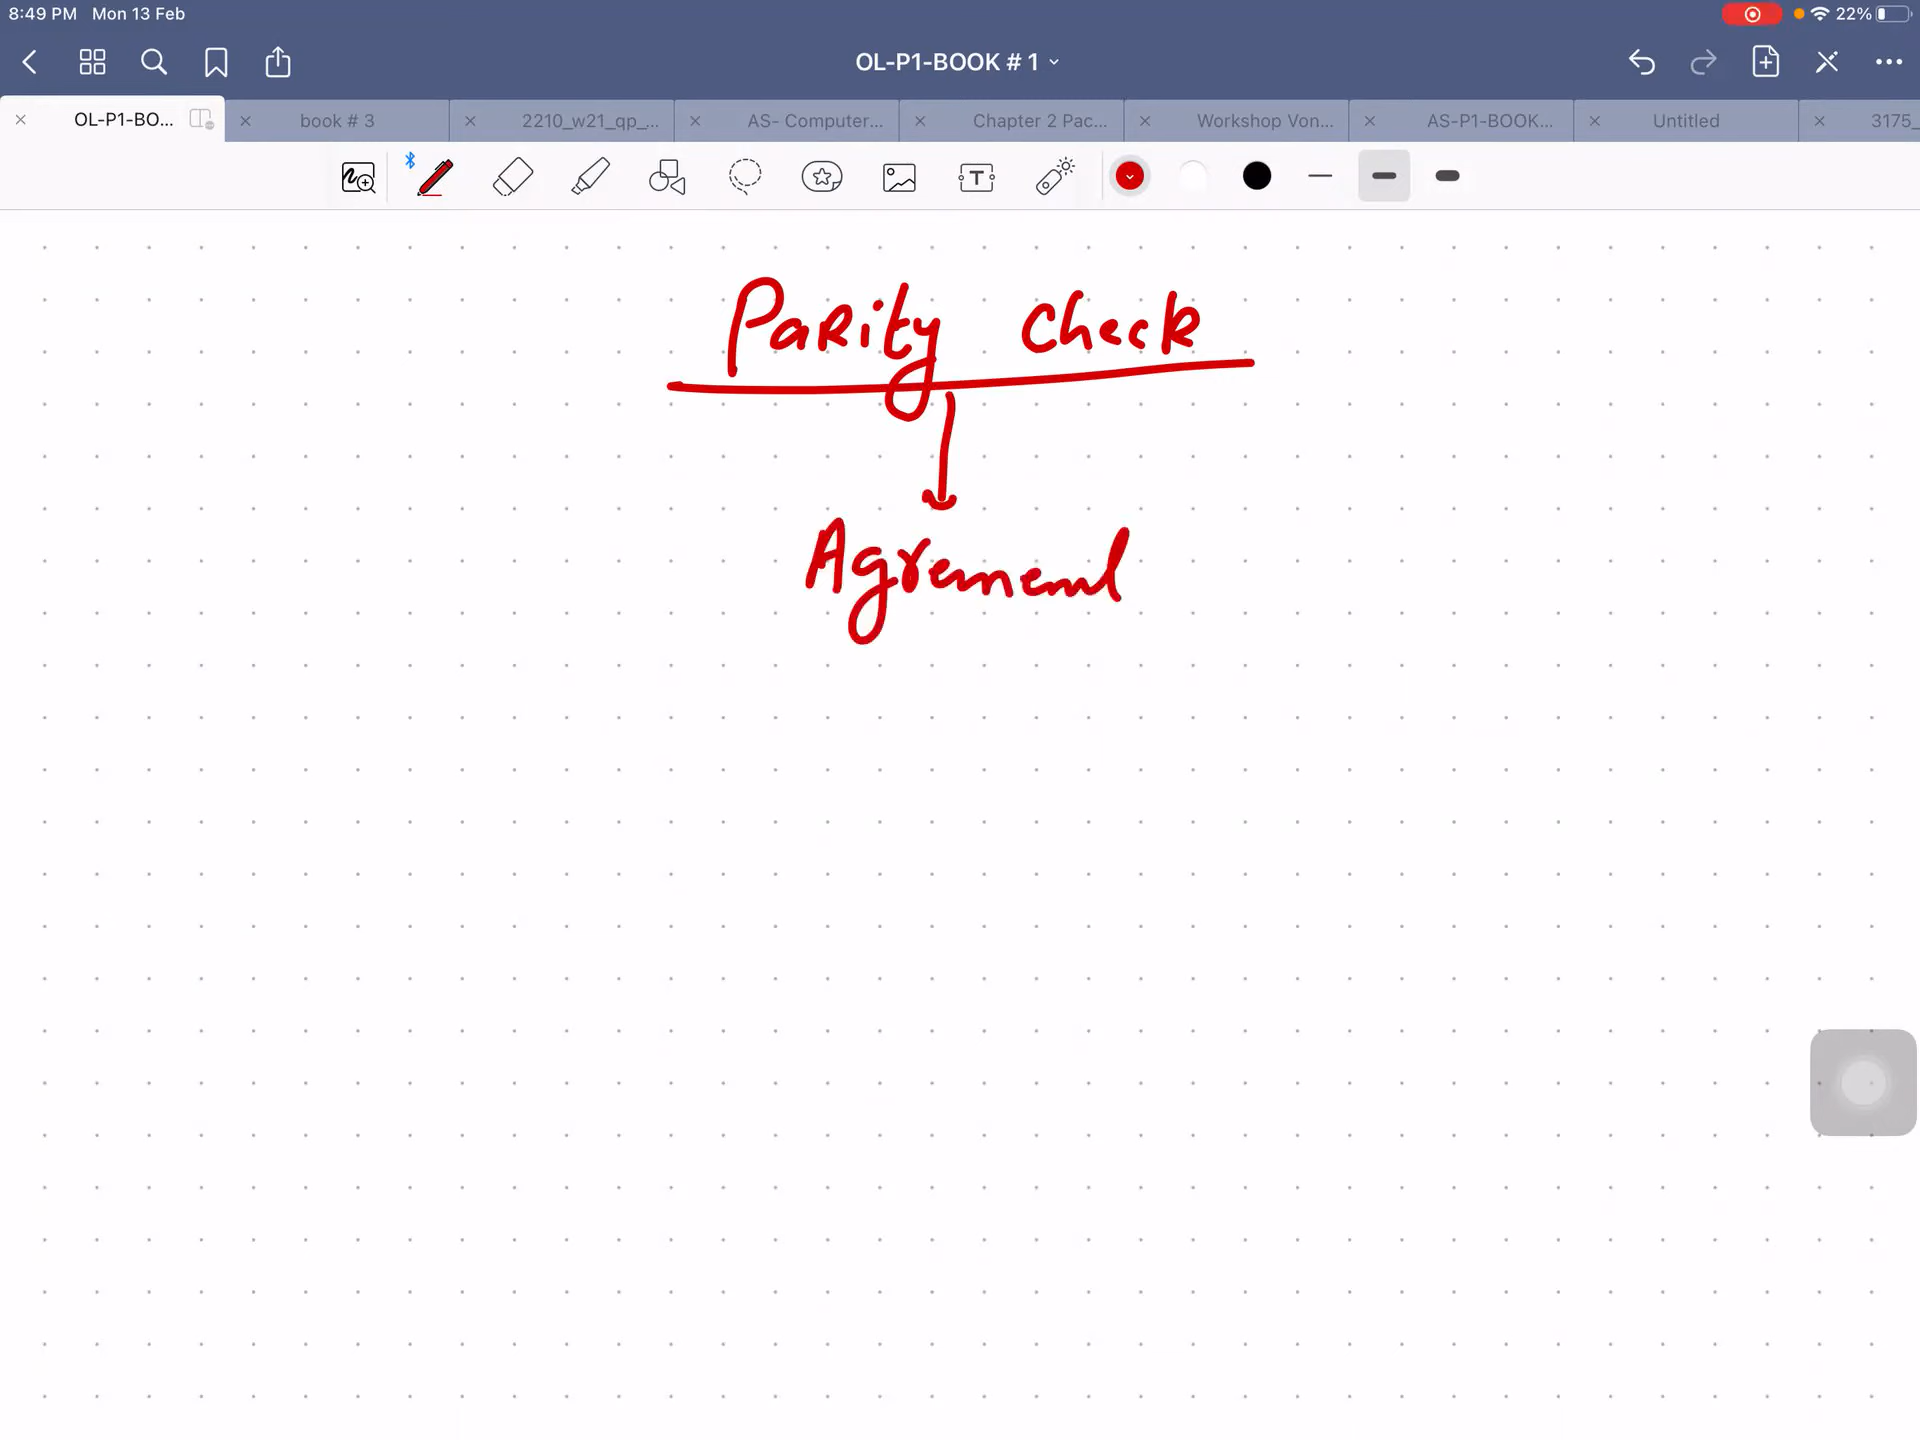 8:49 PM Mon 13 Feb
22%
OL-P1-BOOK # 1
OL-P1-BO...
book # 3
2210_w21_qp_...
AS- Computer...
Chapter 2 Pac...
Workshop Von...
AS-P1-BOOK...
Untitled
3175_
T
Parity Check
Agrement